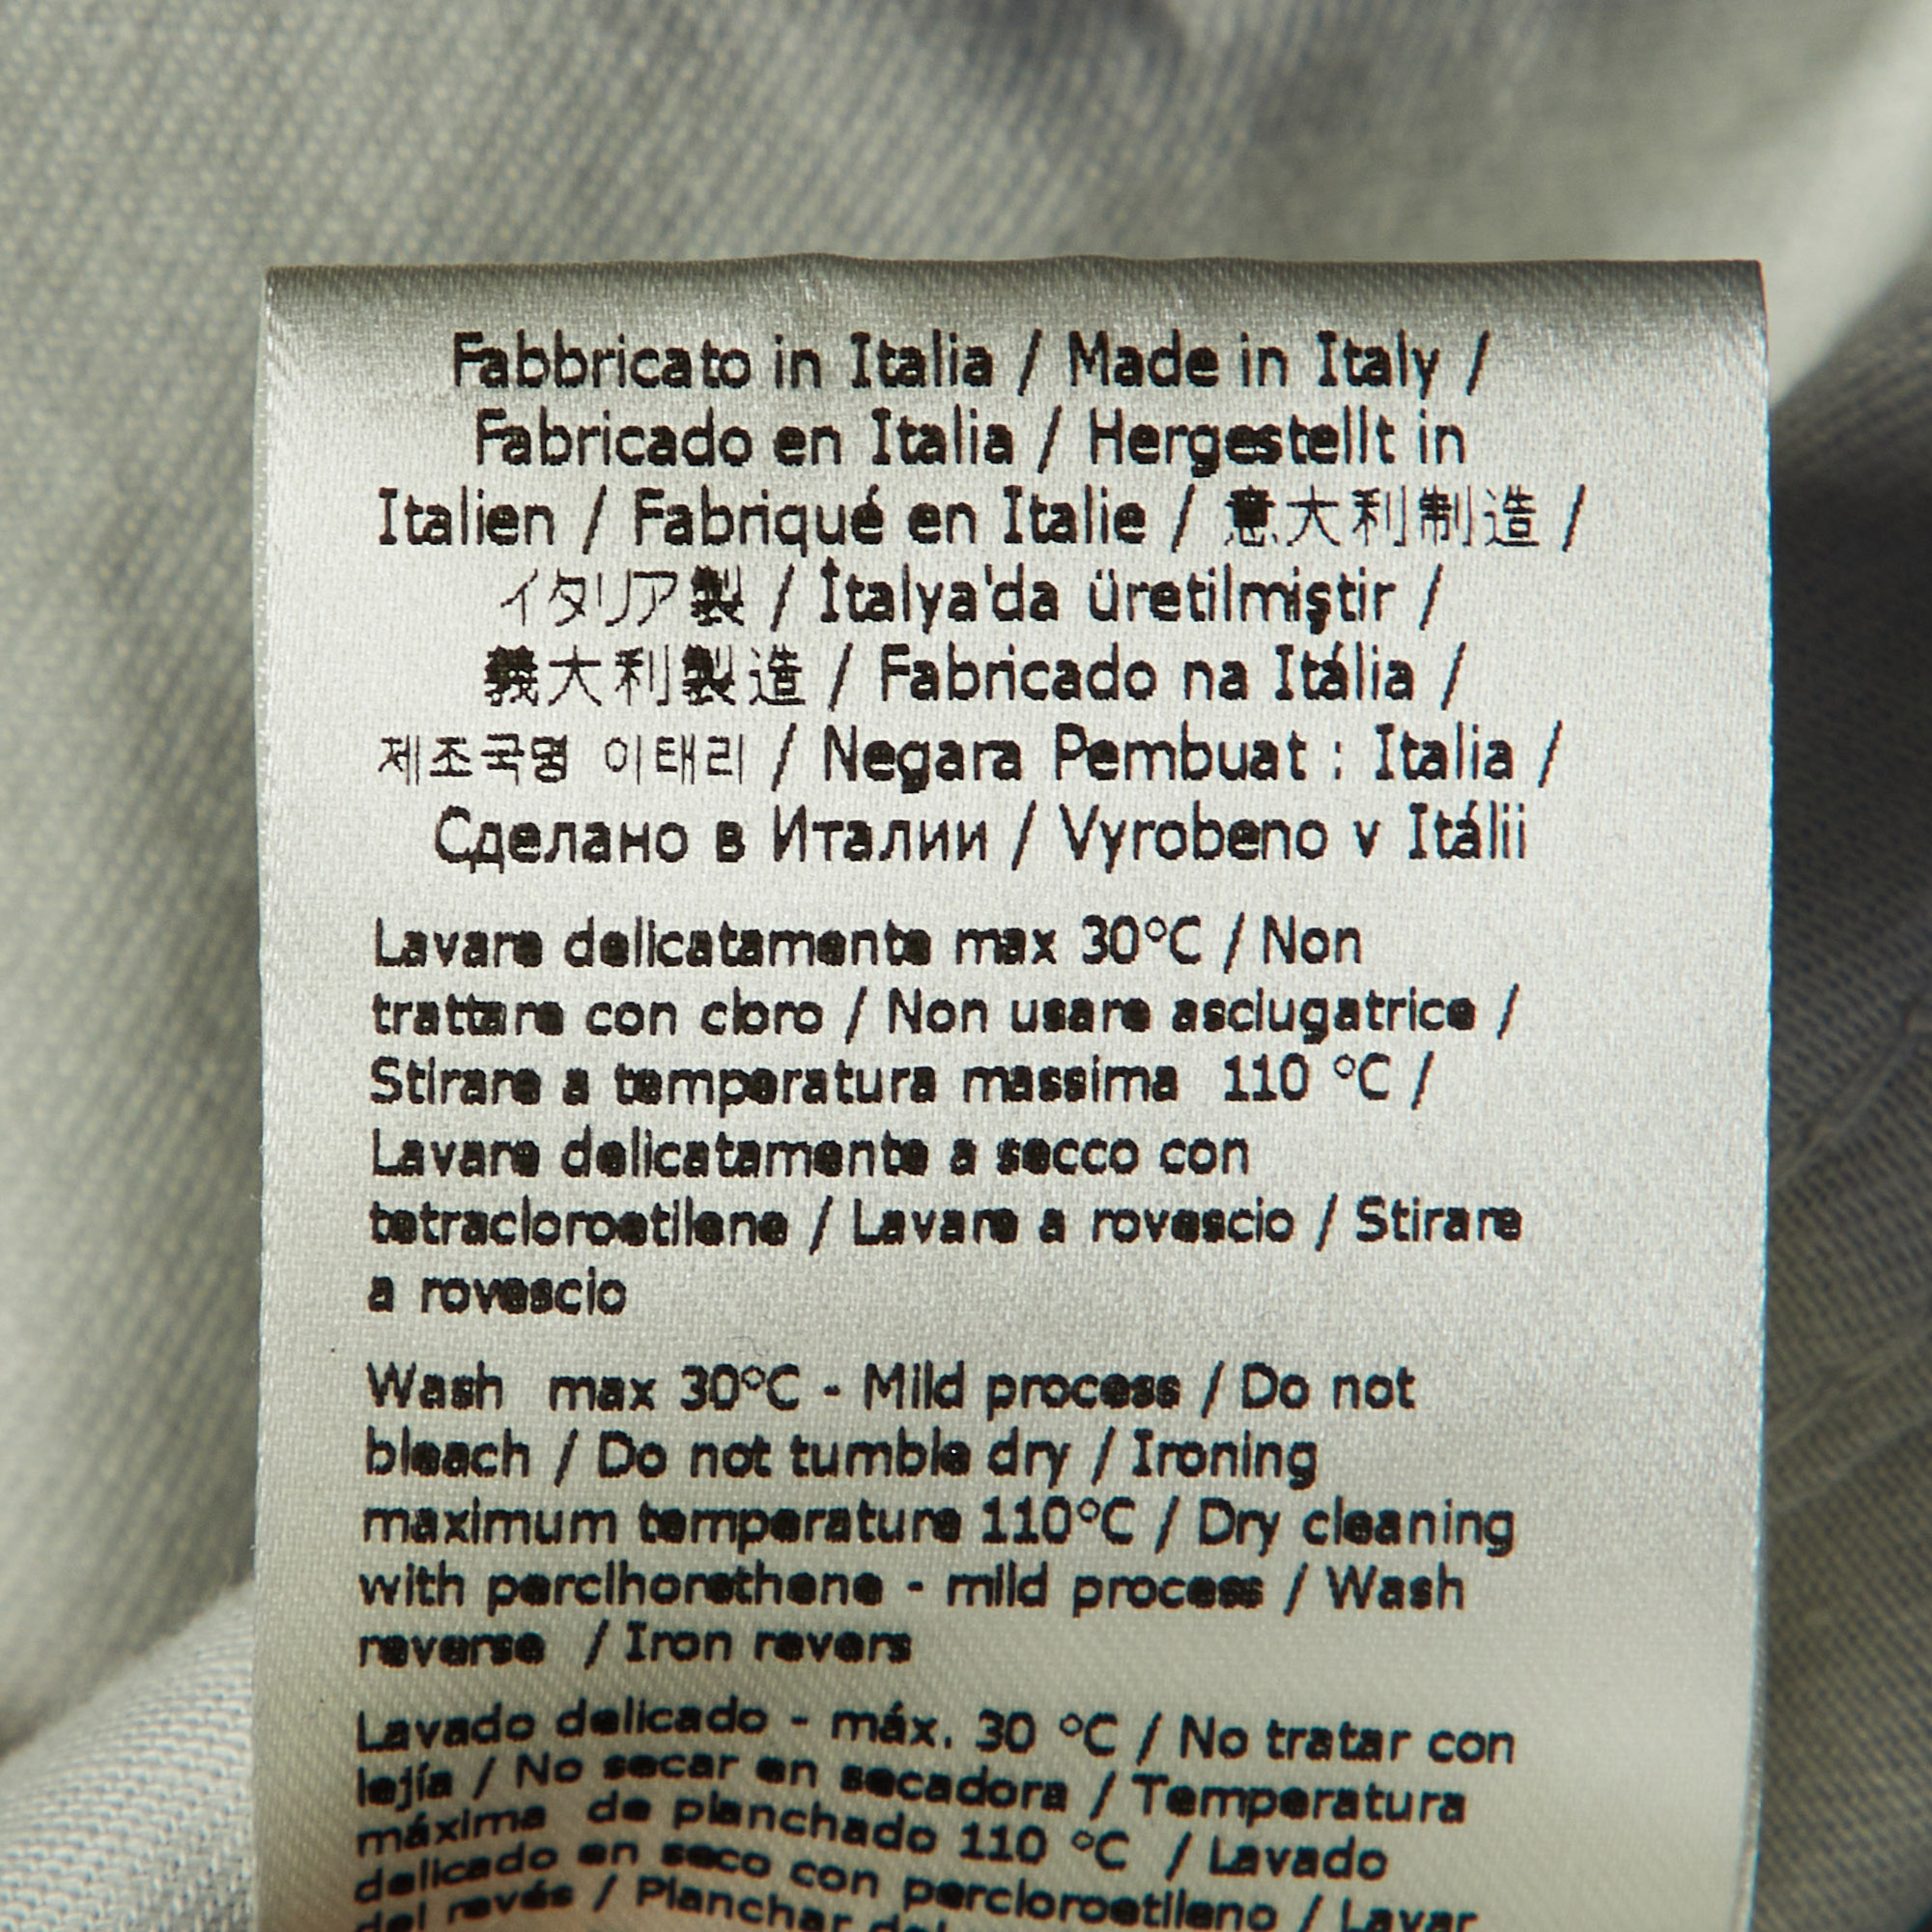 Fabbricato in Italia / Made in Italy /
Fabricado en Italia / Hergestellt in
Italien / Fabriqué en Italie / 意大利制造 /
イタリア製 / İtalya'da üretilmiştir /
義大利製造 / Fabricado na Itália /
제조국명 이태리 / Negara Pembuat : Italia /
Сделано в Италии / Vyrobeno v Itálii
Lavare delicatamente max 30°C / Non
trattare con cloro / Non usare asciugatrice /
Stirare a temperatura massima 110 °C /
Lavare delicatamente a secco con
tetracloroetilene / Lavare a rovescio / Stirare
a rovescio
Wash max 30°C - Mild process / Do not
bleach / Do not tumble dry / Ironing
maximum temperature 110°C / Dry cleaning
with perclhorethene - mild process / Wash
reverse / Iron revers
Lavado delicado - máx. 30 °C / No tratar con
lejía / No secar en secadora / Temperatura
máxima de planchado 110 °C / Lavado
delicado en seco con percloroetileno / Lavar
del revés / Planchar del